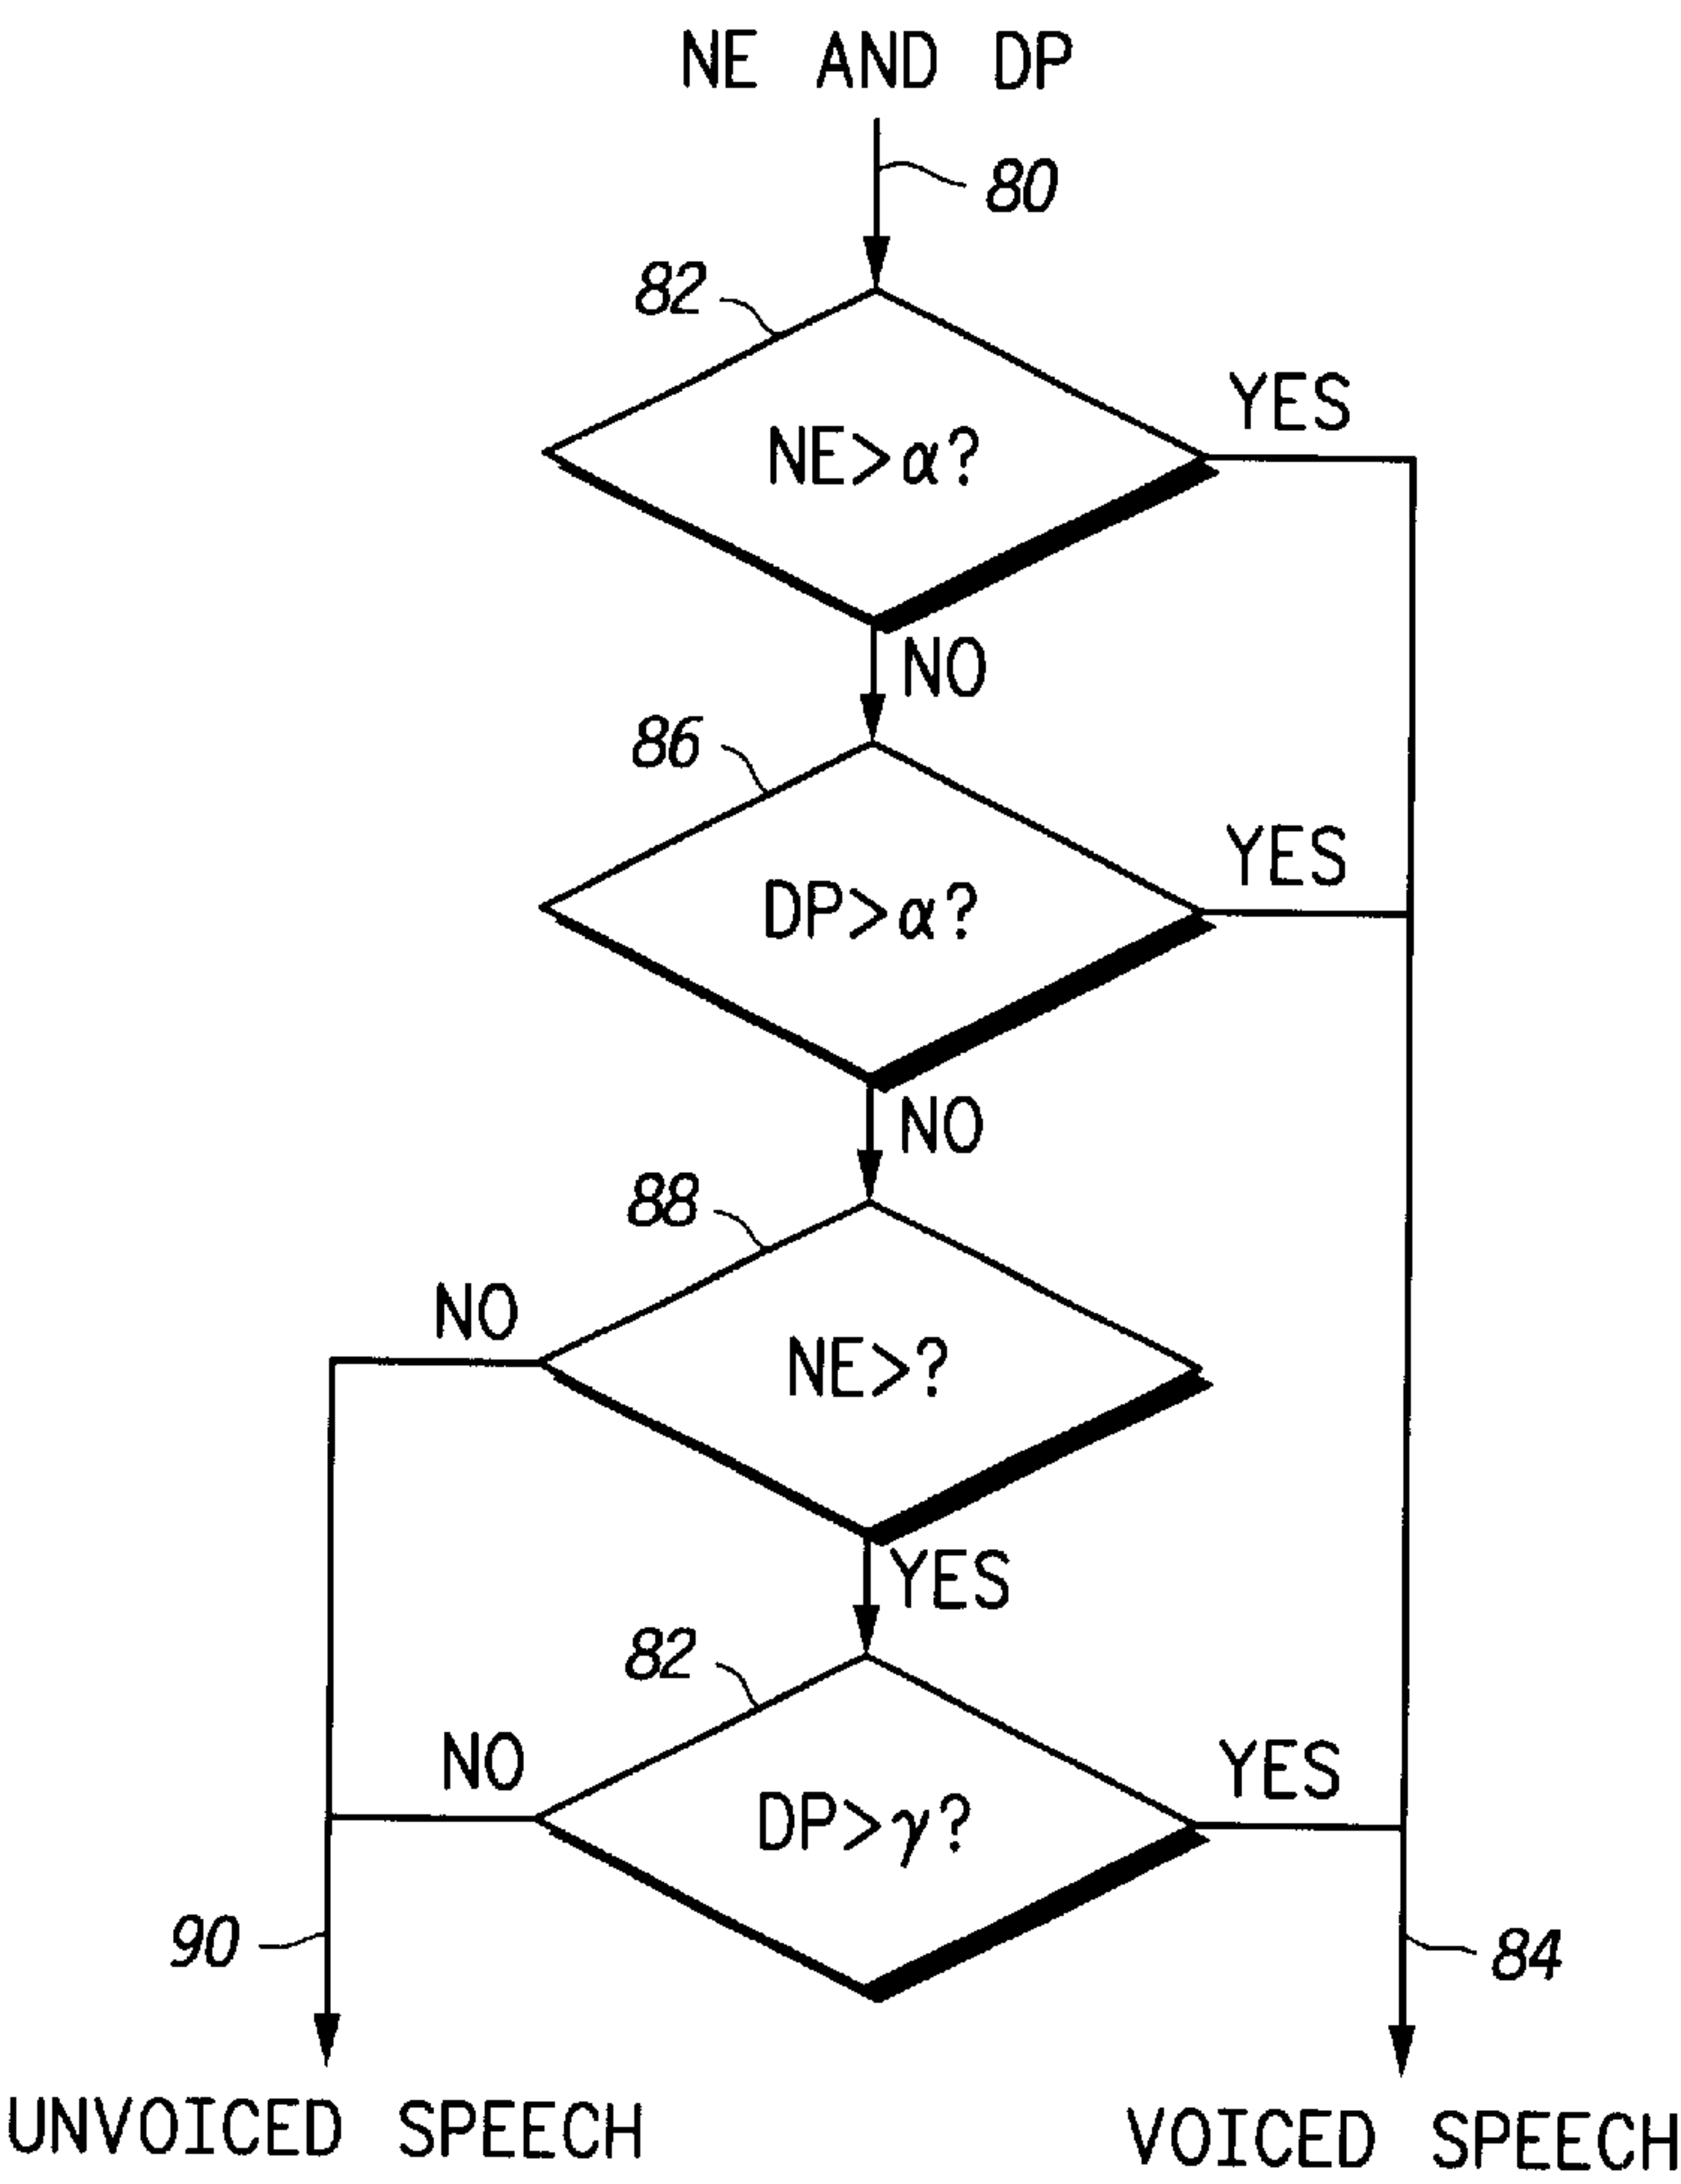 NE AND DP
80
82
YES
NE>α?
NO
86
YES
DP>α?
NO
88
NO
NE>?
YES
82
NO
YES
DP>γ?
90
84
UNVOICED SPEECH
VOICED SPEECH